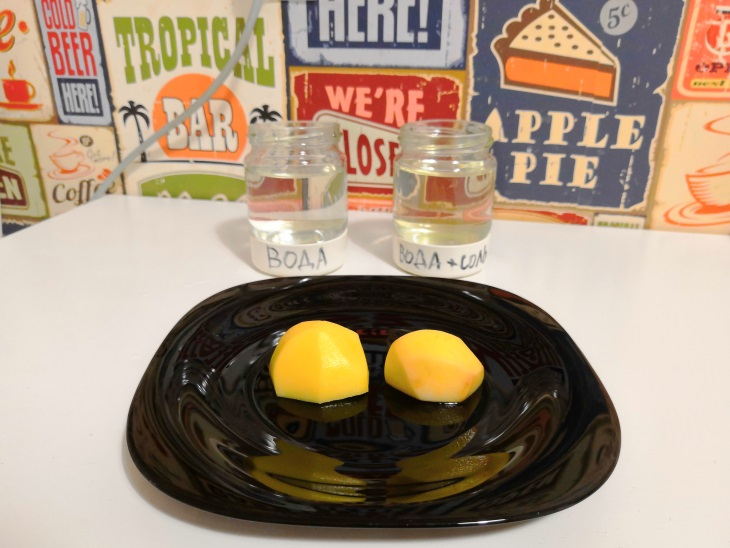 COLD
BEER
HERE!
TROPICAL
BAR
Coffee
HERE!
WE'RE
CLOSE
5¢
APPLE
PIE
ВОДА
ВОДА + СОЛЬ